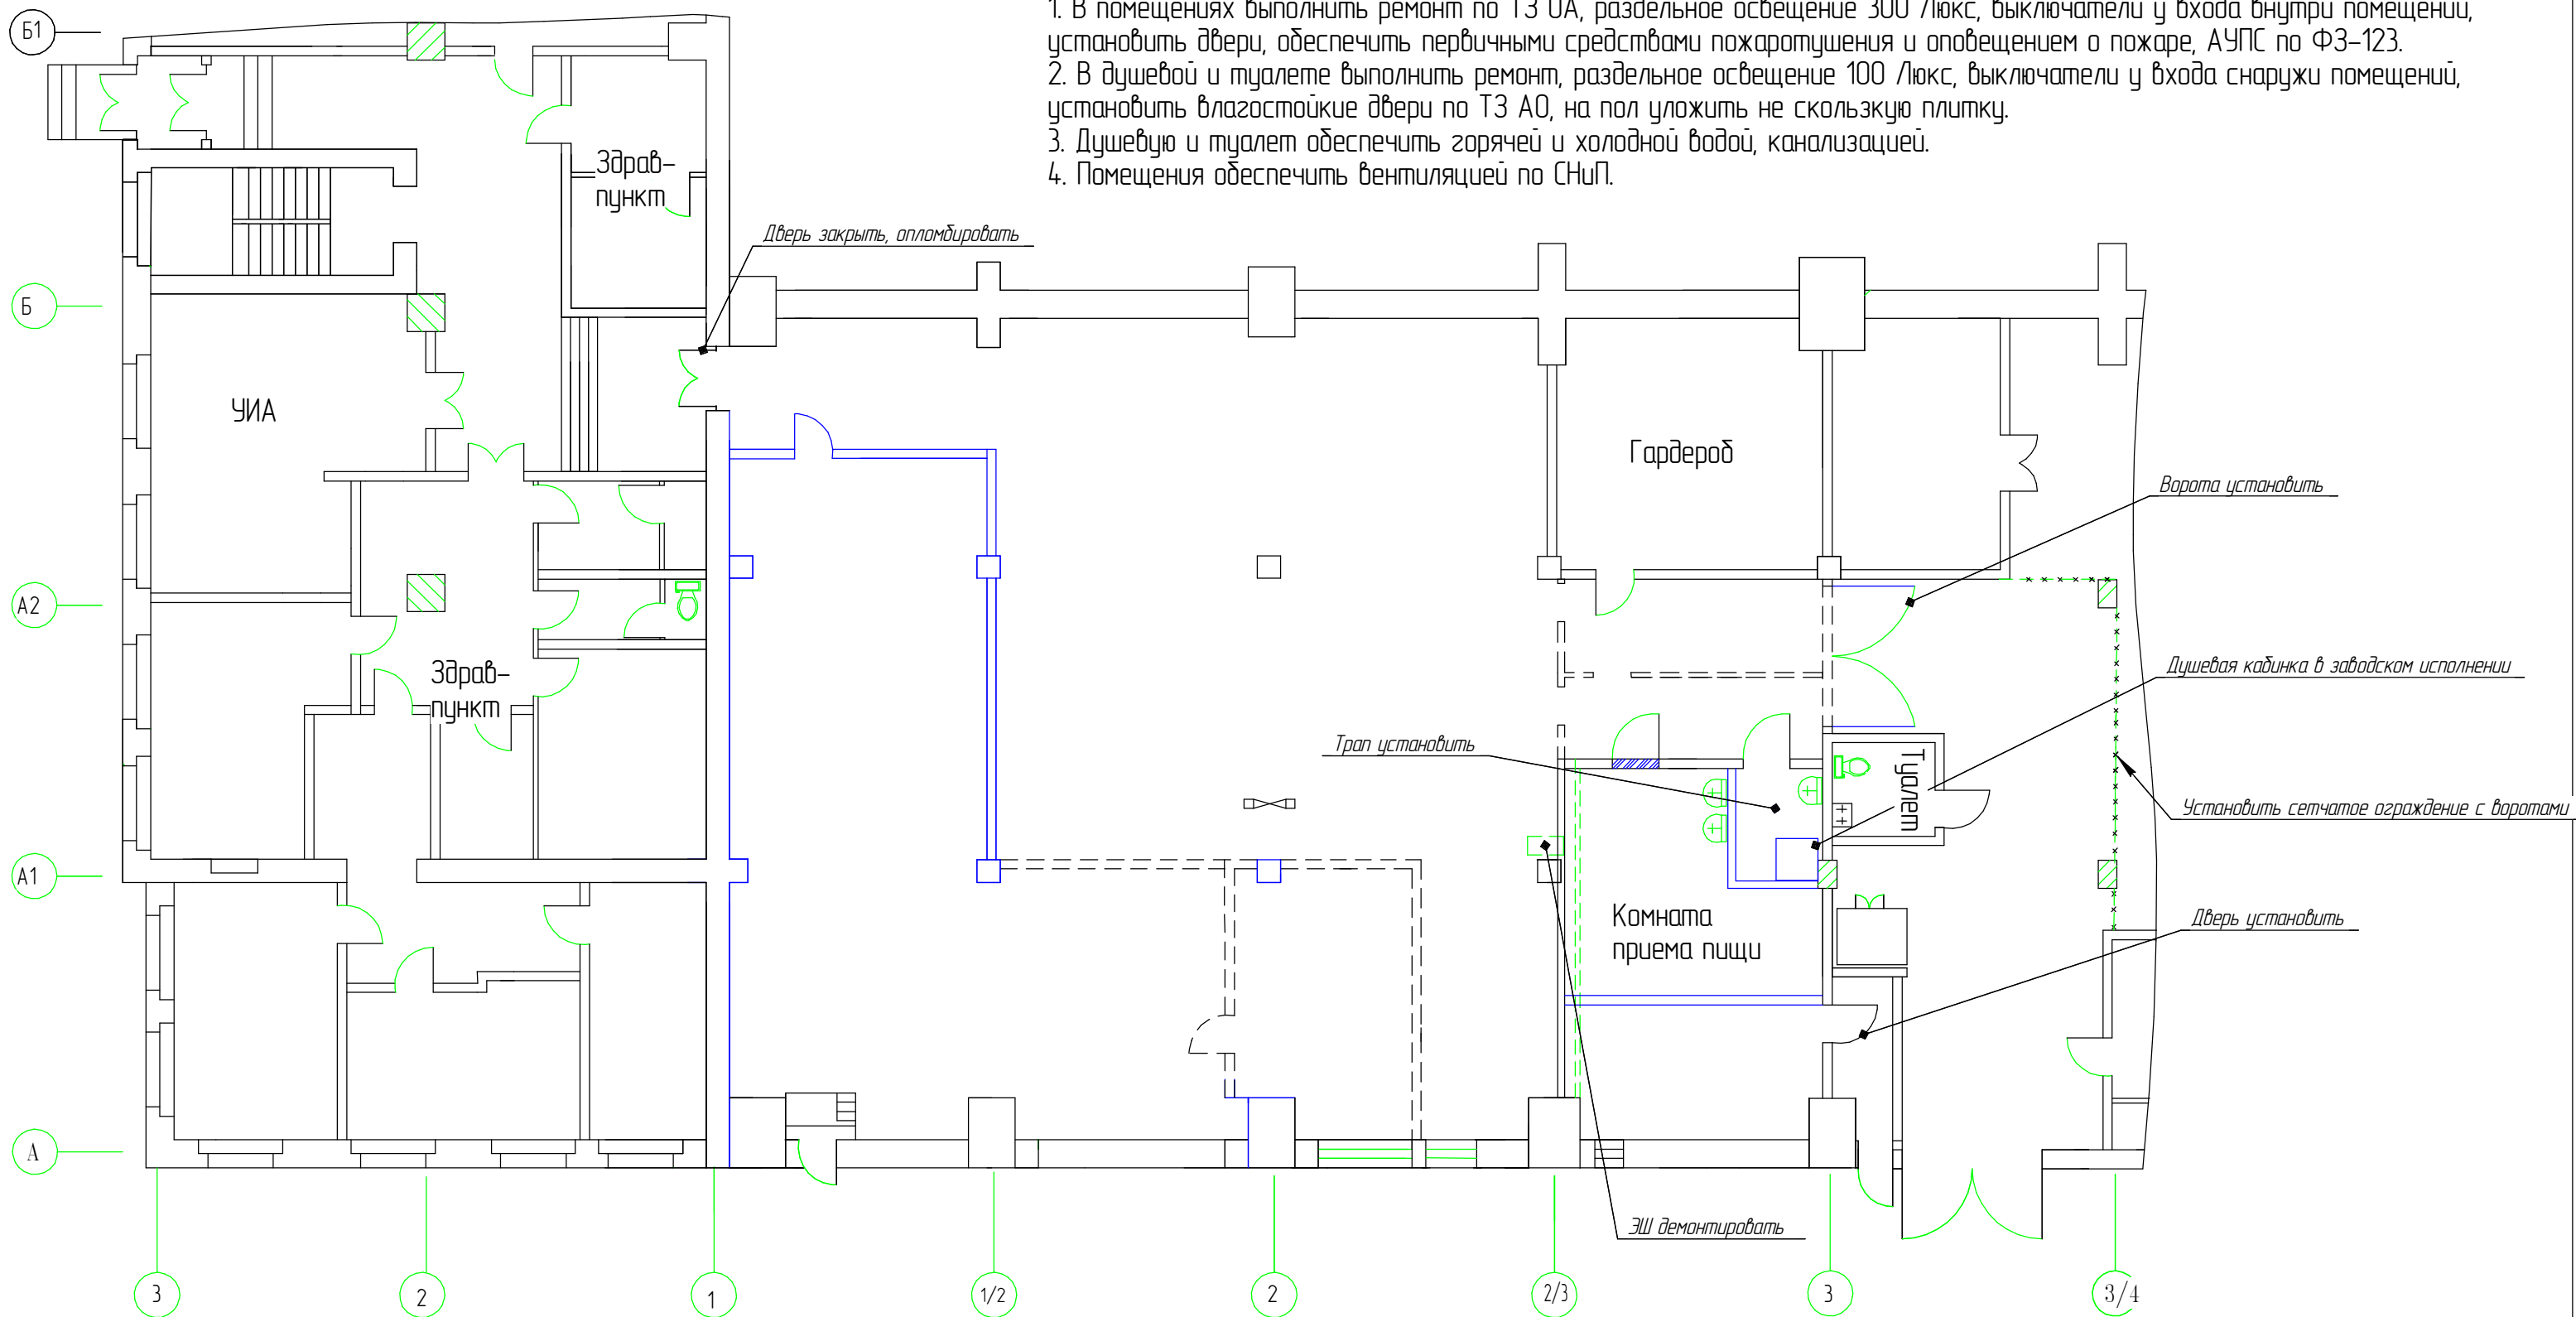 1. В помещениях выполнить ремонт по ТЗ ОА, раздельное освещение 300 Люкс, выключатели у входа внутри помещений,
установить двери, обеспечить первичными средствами пожаротушения и оповещением о пожаре, АУПС по ФЗ-123.
2. В душевой и туалете выполнить ремонт, раздельное освещение 100 Люкс, выключатели у входа снаружи помещений,
установить влагостойкие двери по ТЗ АО, на пол уложить не скользкую плитку.
3. Душевую и туалет обеспечить горячей и холодной водой, канализацией.
4. Помещения обеспечить вентиляцией по СНиП.
Б1
Здрав-
пункт
Дверь закрыть, опломбировать
Б
УИА
Гардероб
Ворота установить
А2
Здрав-
пункт
Душевая кабинка в заводском исполнении
Трап установить
Туалет
Установить сетчатое ограждение с воротами
А1
Комната
приема пищи
Дверь установить
А
ЭШ демонтировать
3
2
1
1/2
2
2/3
3
3/4